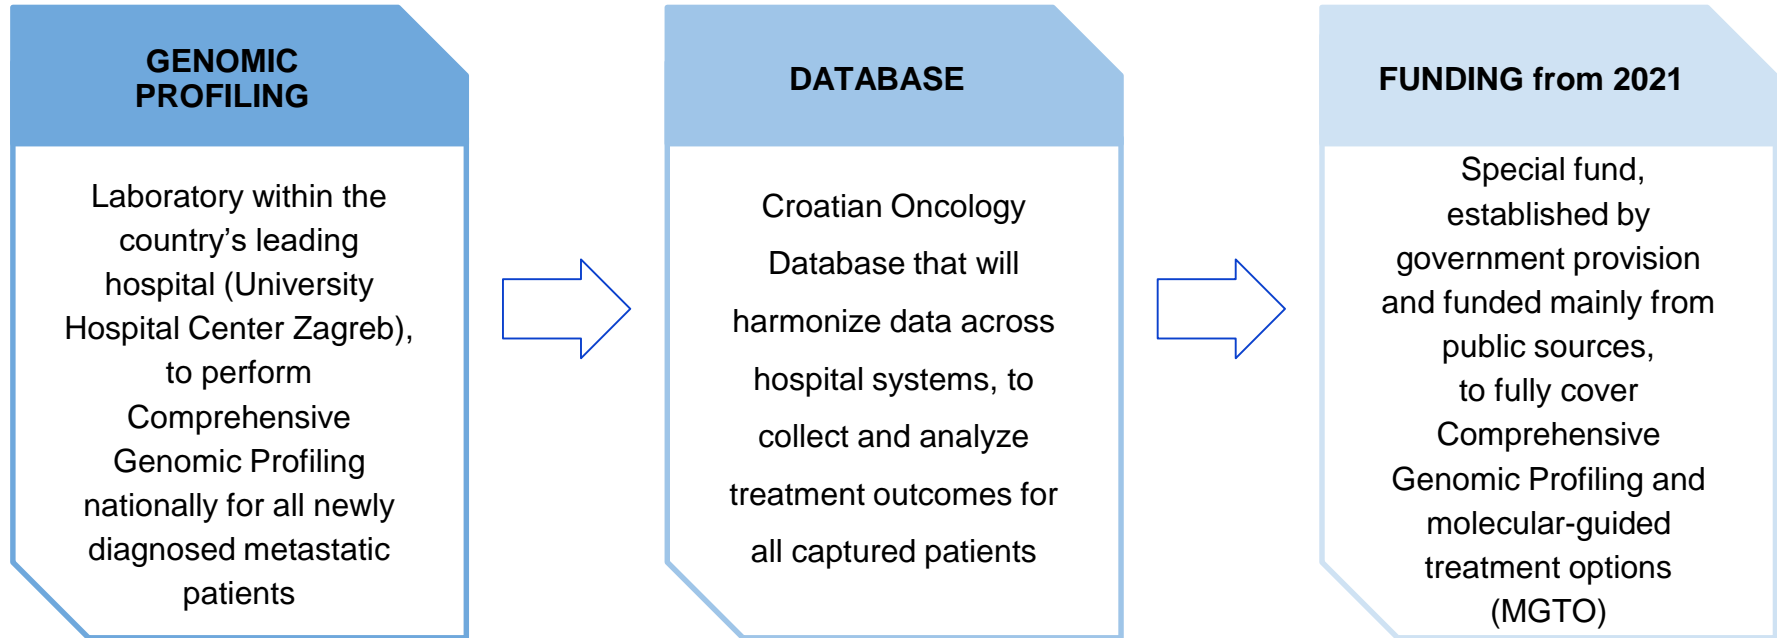 GENOMIC
PROFILING
Laboratory within the
country’s leading
hospital (University
Hospital Center Zagreb),
to perform
Comprehensive
Genomic Profiling
nationally for all newly
diagnosed metastatic
patients
DATABASE
Croatian Oncology
Database that will
harmonize data across
hospital systems, to
collect and analyze
treatment outcomes for
all captured patients
FUNDING from 2021
Special fund,
established by
government provision
and funded mainly from
public sources,
to fully cover
Comprehensive
Genomic Profiling and
molecular-guided
treatment options
(MGTO)